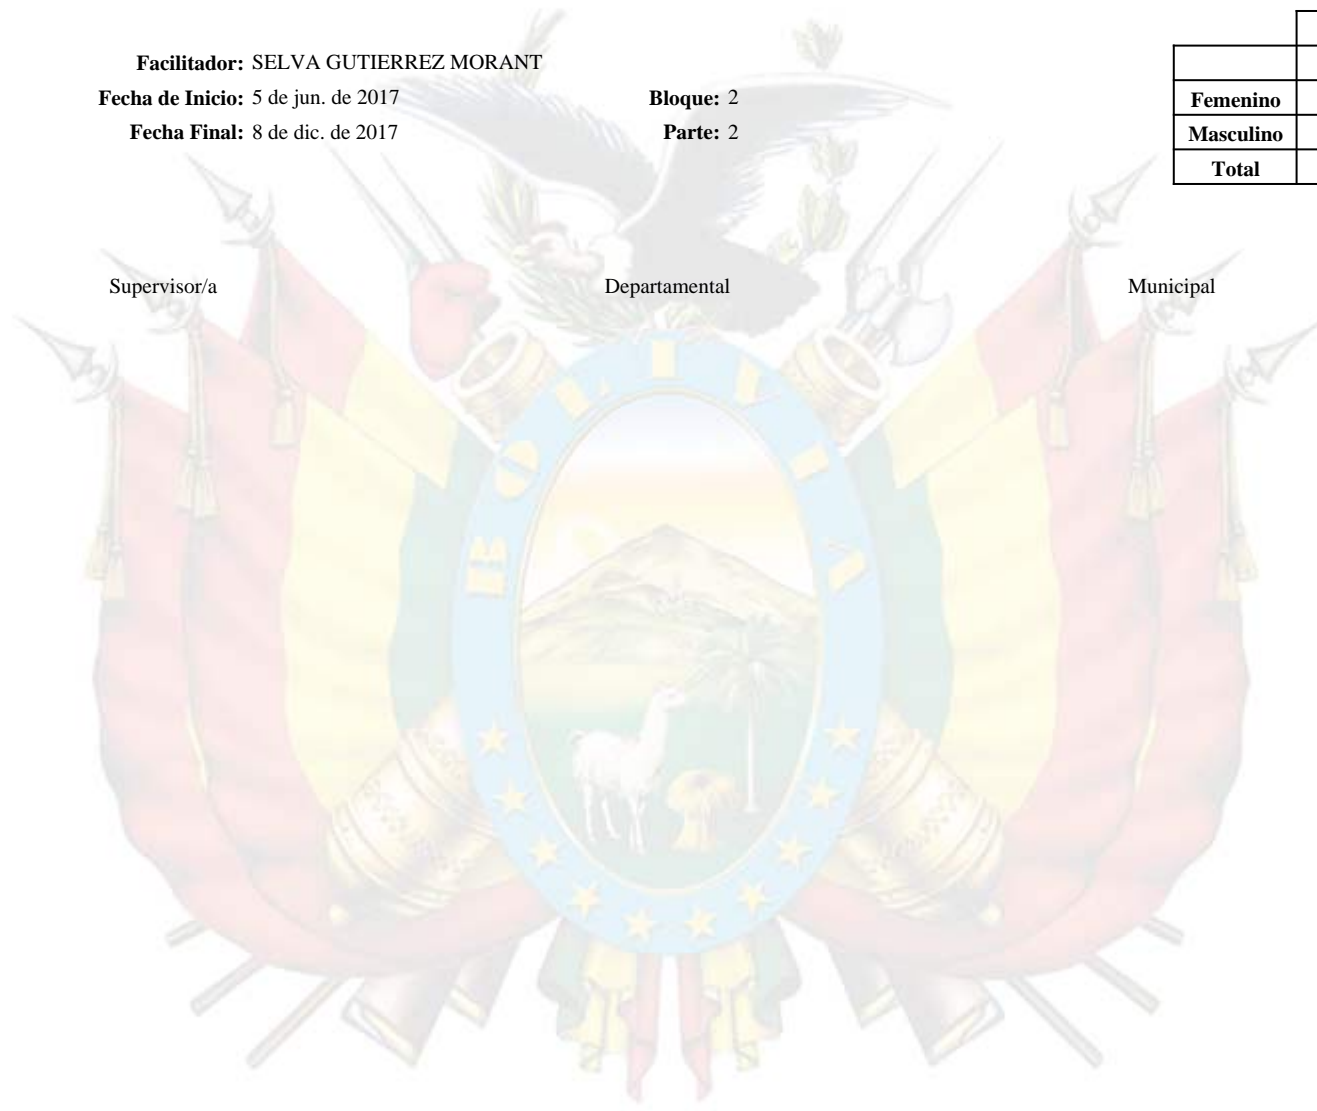 Facilitador: SELVA GUTIERREZ MORANT
Fecha de Inicio: 5 de jun. de 2017 Bloque: 2
Fecha Final: 8 de dic. de 2017 Parte: 2
Femenino
Masculino
Total
Supervisor/a Departamental Municipal
BOLIVIA